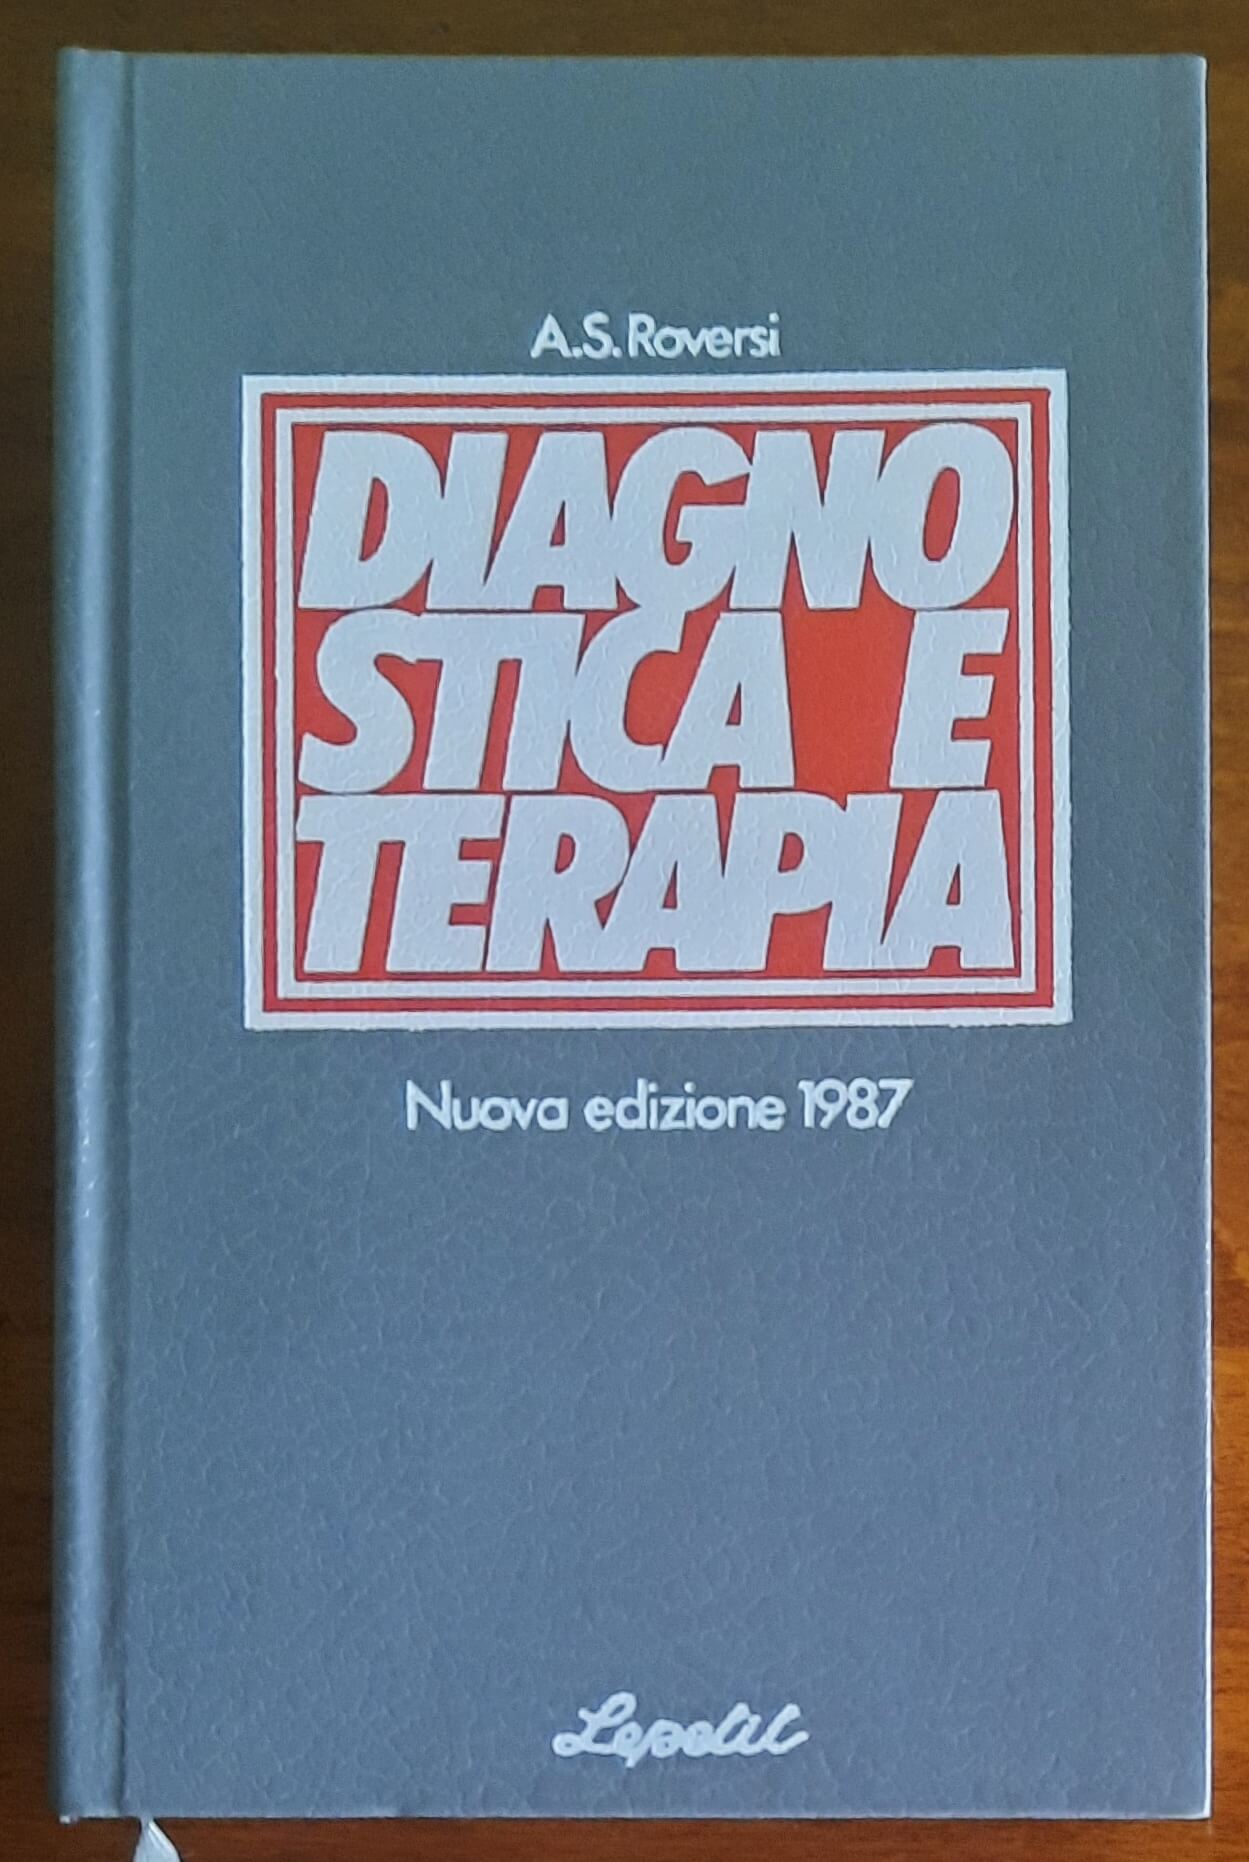 A.S. Roversi
DIAGNO
STICA E
TERAPIA
Nuova edizione 1987
Lepetit